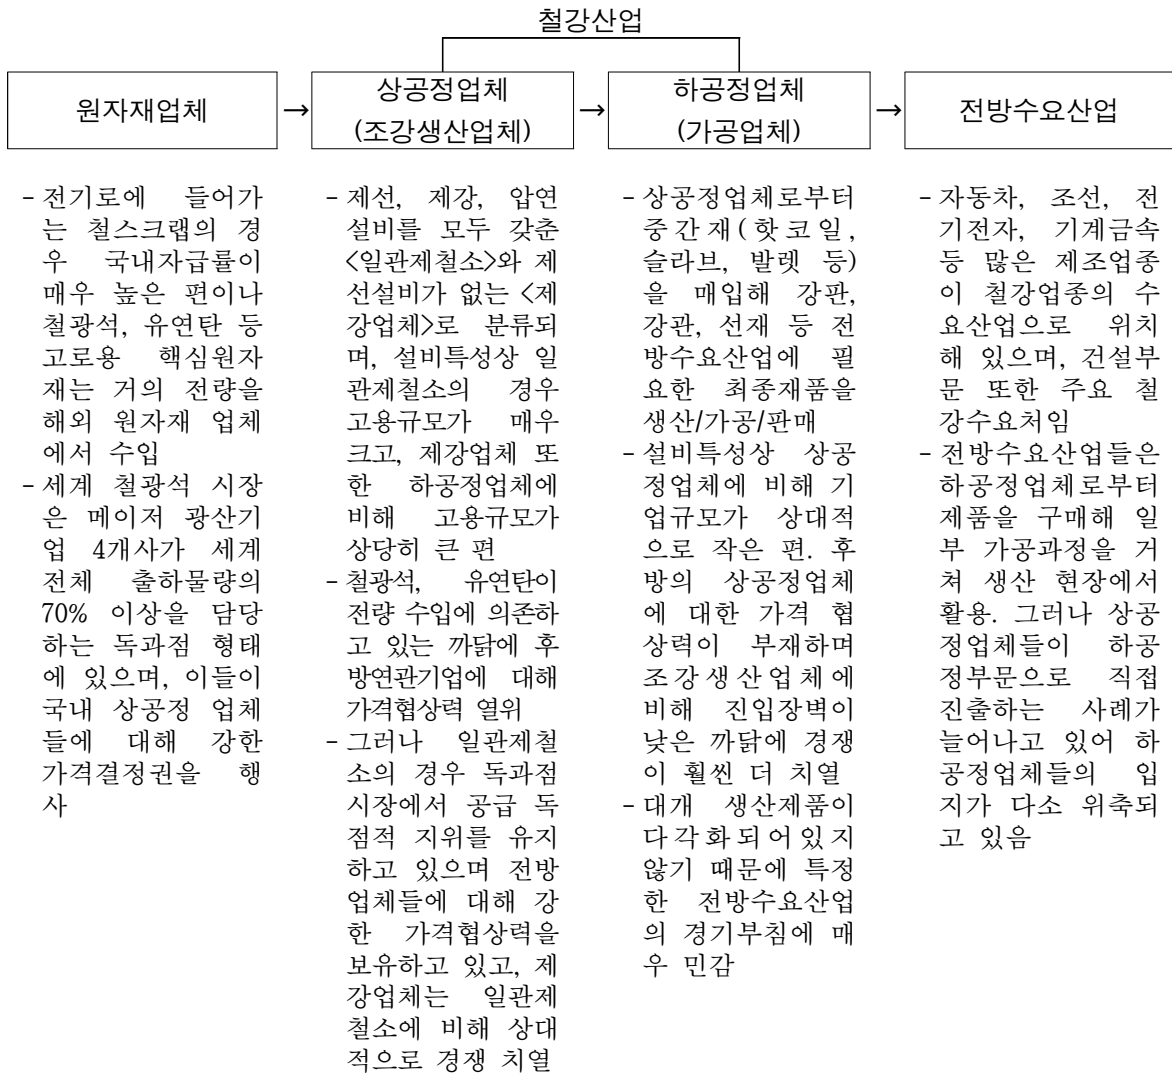 철강산업
원자재업체
→
상공정업체
(조강생산업체)
→
하공정업체
(가공업체)
→
전방수요산업
- 전기로에 들어가
는 철스크랩의 경
우 국내자급률이
매우 높은 편이나
철광석, 유연탄 등
고로용 핵심원자
재는 거의 전량을
해외 원자재 업체
에서 수입
- 세계 철광석 시장
은 메이저 광산기
업 4개사가 세계
전체 출하물량의
70% 이상을 담당
하는 독과점 형태
에 있으며, 이들이
국내 상공정 업체
들에 대해 강한
가격결정권을 행
사
- 제선, 제강, 압연
설비를 모두 갖춘
<일관제철소>와 제
선설비가 없는 <제
강업체>로 분류되
며, 설비특성상 일
관제철소의 경우
고용규모가 매우
크고, 제강업체 또
한 하공정업체에
비해 고용규모가
상당히 큰 편
- 철광석, 유연탄이
전량 수입에 의존하
고 있는 까닭에 후
방연관기업에 대해
가격협상력 열위
- 그러나 일관제철
소의 경우 독과점
시장에서 공급 독
점적 지위를 유지
하고 있으며 전방
업체들에 대해 강
한 가격협상력을
보유하고 있고, 제
강업체는 일관제
철소에 비해 상대
적으로 경쟁 치열
- 상공정업체로부터
중간재(핫코일,
슬라브, 발렛 등)
을 매입해 강판,
강관, 선재 등 전
방수요산업에 필
요한 최종재품을
생산/가공/판매
- 설비특성상 상공
정업체에 비해 기
업규모가 상대적
으로 작은 편. 후
방의 상공정업체
에 대한 가격 협
상력이 부재하며
조강생산업체에
비해 진입장벽이
낮은 까닭에 경쟁
이 훨씬 더 치열
- 대개 생산제품이
다각화되어있지
않기 때문에 특정
한 전방수요산업
의 경기부침에 매
우 민감
- 자동차, 조선, 전
기전자, 기계금속
등 많은 제조업종
이 철강업종의 수
요산업으로 위치
해 있으며, 건설부
문 또한 주요 철
강수요처임
- 전방수요산업들은
하공정업체로부터
제품을 구매해 일
부 가공과정을 거
쳐 생산 현장에서
활용. 그러나 상공
정업체들이 하공
정부문으로 직접
진출하는 사례가
늘어나고 있어 하
공정업체들의 입
지가 다소 위축되
고 있음